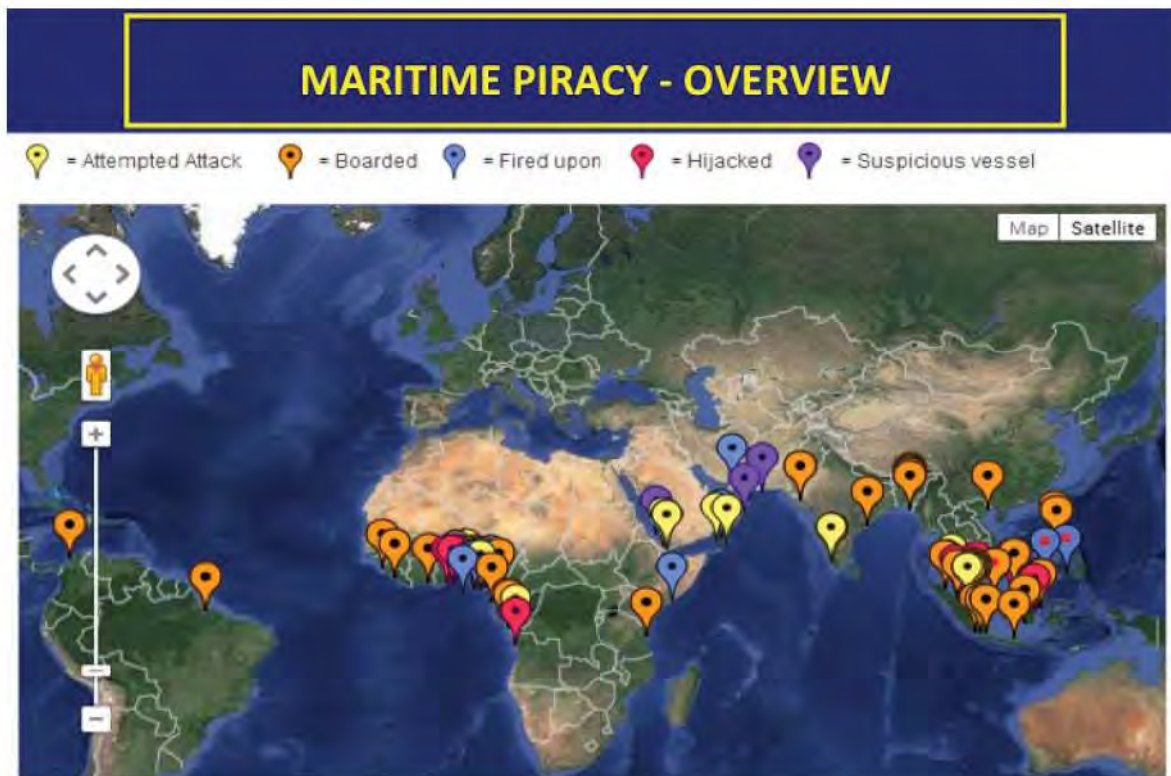 MARITIME PIRACY - OVERVIEW
= Attempted Attack = Boarded = Fired upon = Hijacked = Suspicious vessel
Map Satellite